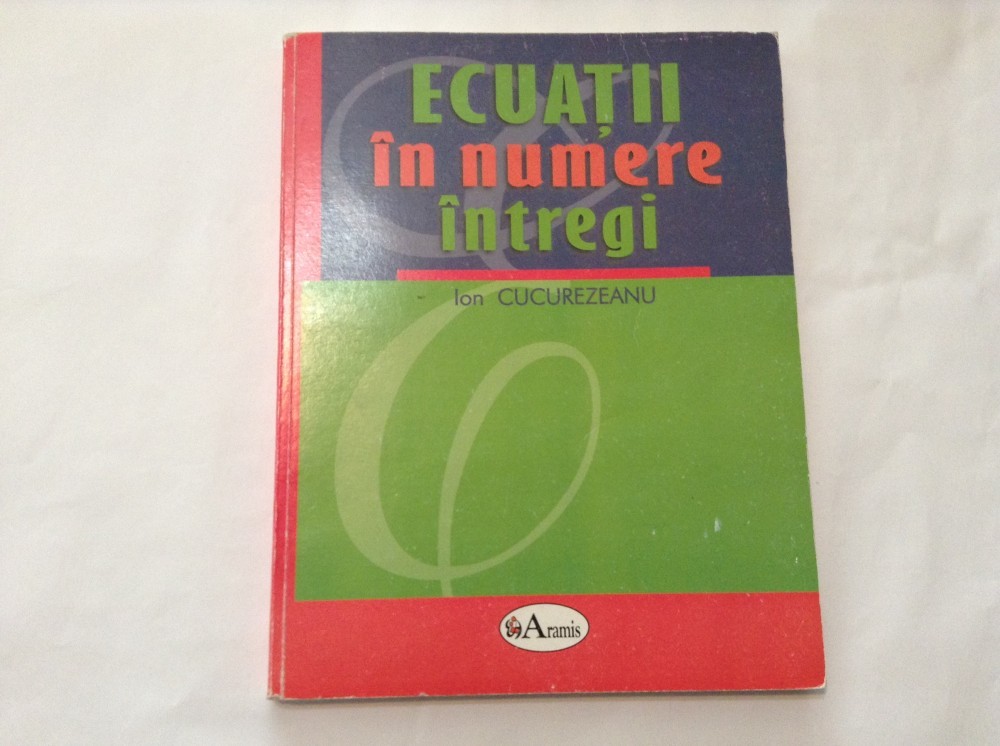 ECUAȚII
în numere
întregi
Ion CUCUREZEANU
Aramis